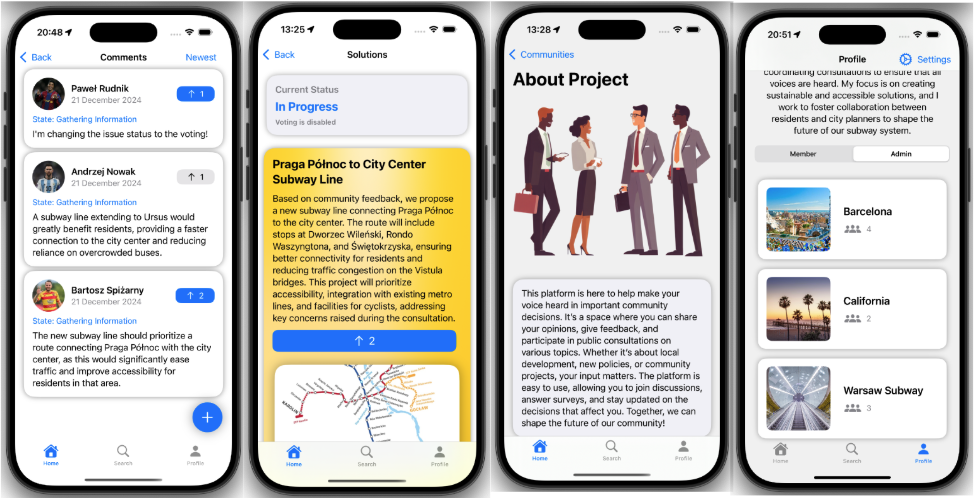 20:48
Back
Comments
Newest
Paweł Rudnik
21 December 2024
1
State: Gathering Information
I'm changing the issue status to the voting!
Andrzej Nowak
21 December 2024
1
State: Gathering Information
A subway line extending to Ursus would
greatly benefit residents, providing a faster
connection to the city center and reducing
reliance on overcrowded buses.
Bartosz Spiżarny
21 December 2024
2
State: Gathering Information
The new subway line should prioritize a
route connecting Praga Północ with the city
center, as this would significantly ease
traffic and improve accessibility for
residents in that area.
+
Home
Search
Profile
13:25
Back
Solutions
Current Status
In Progress
Voting is disabled
Praga Północ to City Center
Subway Line
Based on community feedback, we propose
a new subway line connecting Praga Północ
to the city center. The route will include
stops at Dworzec Wileński, Rondo
Waszyngtona, and Świętokrzyska, ensuring
better connectivity for residents and
reducing traffic congestion on the Vistula
bridges. This project will prioritize
accessibility, integration with existing metro
lines, and facilities for cyclists, addressing
key concerns raised during the consultation.
2
KAROLIN
Home
Search
Profile
13:28
Communities
About Project
This platform is here to help make your
voice heard in important community
decisions. It's a space where you can share
your opinions, give feedback, and
participate in public consultations on
various topics. Whether it's about local
development, new policies, or community
projects, your input matters. The platform is
easy to use, allowing you to join discussions,
answer surveys, and stay updated on the
decisions that affect you. Together, we can
shape the future of our community!
Home
Search
Profile
20:51
Profile
Settings
coordinating consultations to ensure that all
voices are heard. My focus is on creating
sustainable and accessible solutions, and I
work to foster collaboration between
residents and city planners to shape the
future of our subway system.
Member
Admin
Barcelona
4
California
2
Warsaw Subway
3
Home
Search
Profile